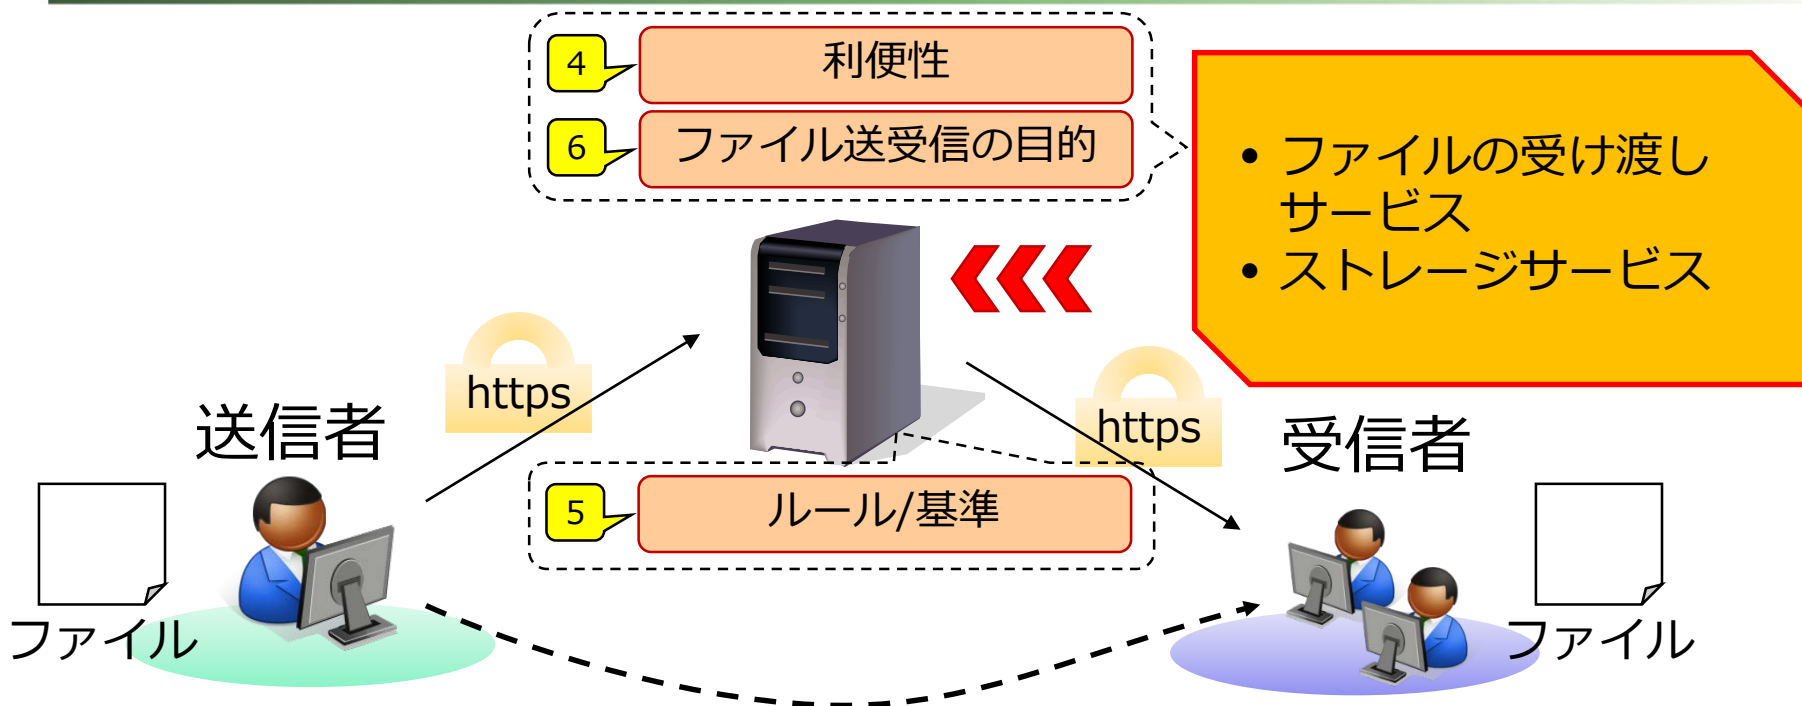 4
利便性
6
ファイル送受信の目的
• ファイルの受け渡し
サービス
• ストレージサービス
https
https
送信者
受信者
5
ルール/基準
ファイル
ファイル